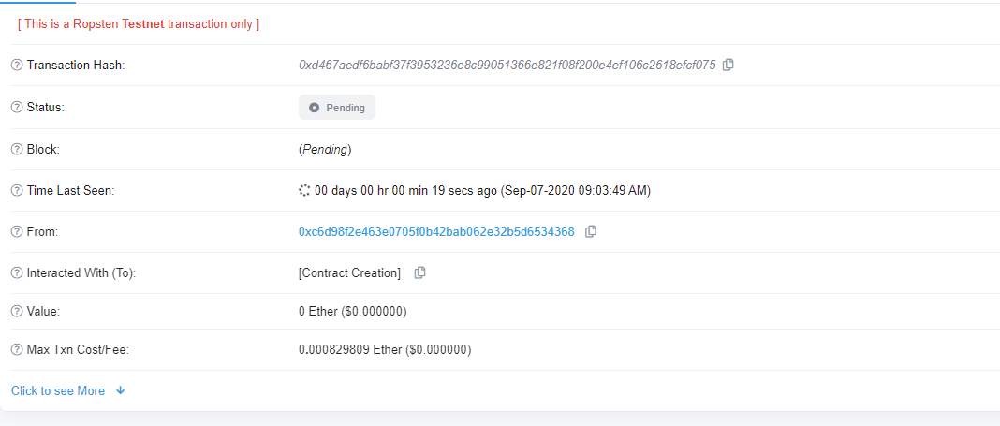 [ This is a Ropsten Testnet transaction only ]
Transaction Hash: 0xd467aedf6babf37f3953236e8c99051366e821f08f200e4ef106c2618efcf075
Status: Pending
Block: (Pending)
Time Last Seen: 00 days 00 hr 00 min 19 secs ago (Sep-07-2020 09:03:49 AM)
From: 0xc6d98f2e463e0705f0b42bab062e32b5d6534368
Interacted With (To): [Contract Creation]
Value: 0 Ether ($0.000000)
Max Txn Cost/Fee: 0.000829809 Ether ($0.000000)
Click to see More